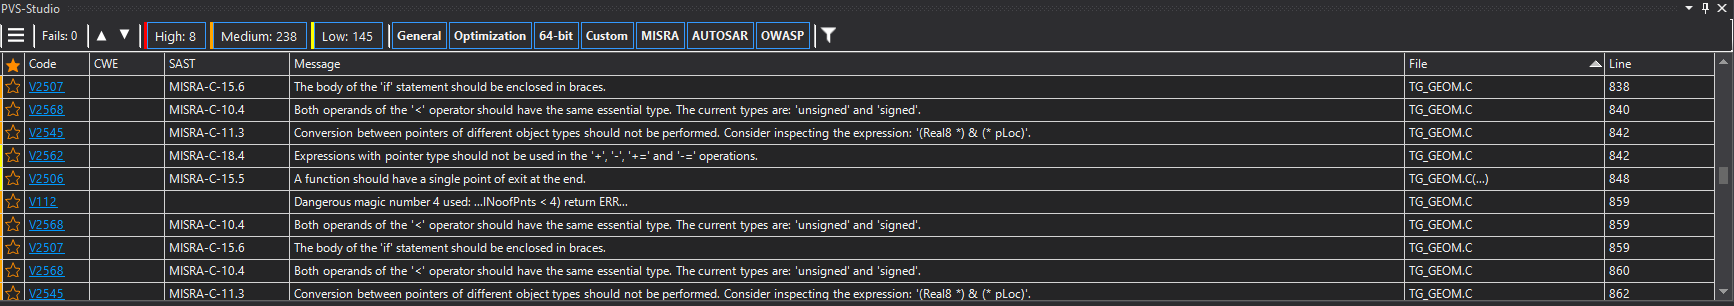 PVS-Studio
Fails: 0 High: 8 Medium: 238 Low: 145 General Optimization 64-bit Custom MISRA AUTOSAR OWASP
Code CWE SAST Message File Line
V2507 MISRA-C-15.6 The body of the 'if' statement should be enclosed in braces. TG_GEOM.C 838
V2568 MISRA-C-10.4 Both operands of the '<' operator should have the same essential type. The current types are: 'unsigned' and 'signed'. TG_GEOM.C 840
V2545 MISRA-C-11.3 Conversion between pointers of different object types should not be performed. Consider inspecting the expression: '(Real8 *) & (* pLoc)'. TG_GEOM.C 842
V2562 MISRA-C-18.4 Expressions with pointer type should not be used in the '+', '-', '+=' and '-=' operations. TG_GEOM.C 842
V2506 MISRA-C-15.5 A function should have a single point of exit at the end. TG_GEOM.C(...) 848
V112 Dangerous magic number 4 used: ...lNoofPnts < 4) return ERR... TG_GEOM.C 859
V2568 MISRA-C-10.4 Both operands of the '<' operator should have the same essential type. The current types are: 'unsigned' and 'signed'. TG_GEOM.C 859
V2507 MISRA-C-15.6 The body of the 'if' statement should be enclosed in braces. TG_GEOM.C 859
V2568 MISRA-C-10.4 Both operands of the '<' operator should have the same essential type. The current types are: 'unsigned' and 'signed'. TG_GEOM.C 860
V2545 MISRA-C-11.3 Conversion between pointers of different object types should not be performed. Consider inspecting the expression: '(Real8 *) & (* pLoc)'. TG_GEOM.C 862